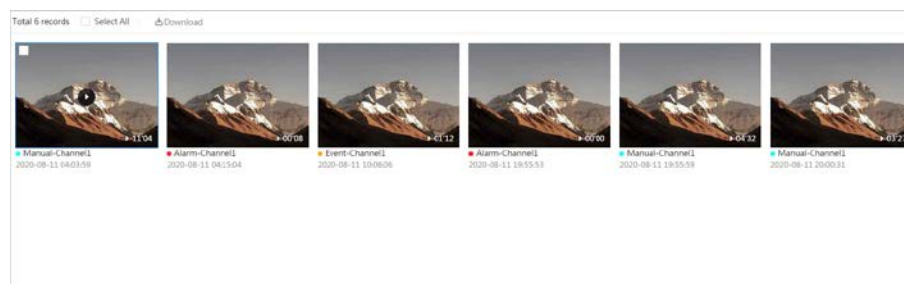 Total 6 records Select All Download
11'04 00'08 01'12 00'00 04'32 03'2
Manual-Channel1 Alarm-Channel1 Event-Channel1 Alarm-Channel1 Manual-Channel1 Manual-Channel1
2020-08-11 04:03:59 2020-08-11 04:15:04 2020-08-11 10:06:06 2020-08-11 19:55:53 2020-08-11 19:55:59 2020-08-11 20:00:31